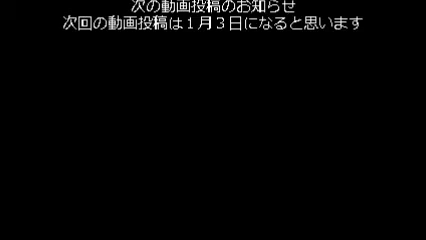 次の動画投稿のお知らせ
次回の動画投稿は１月３日になると思います